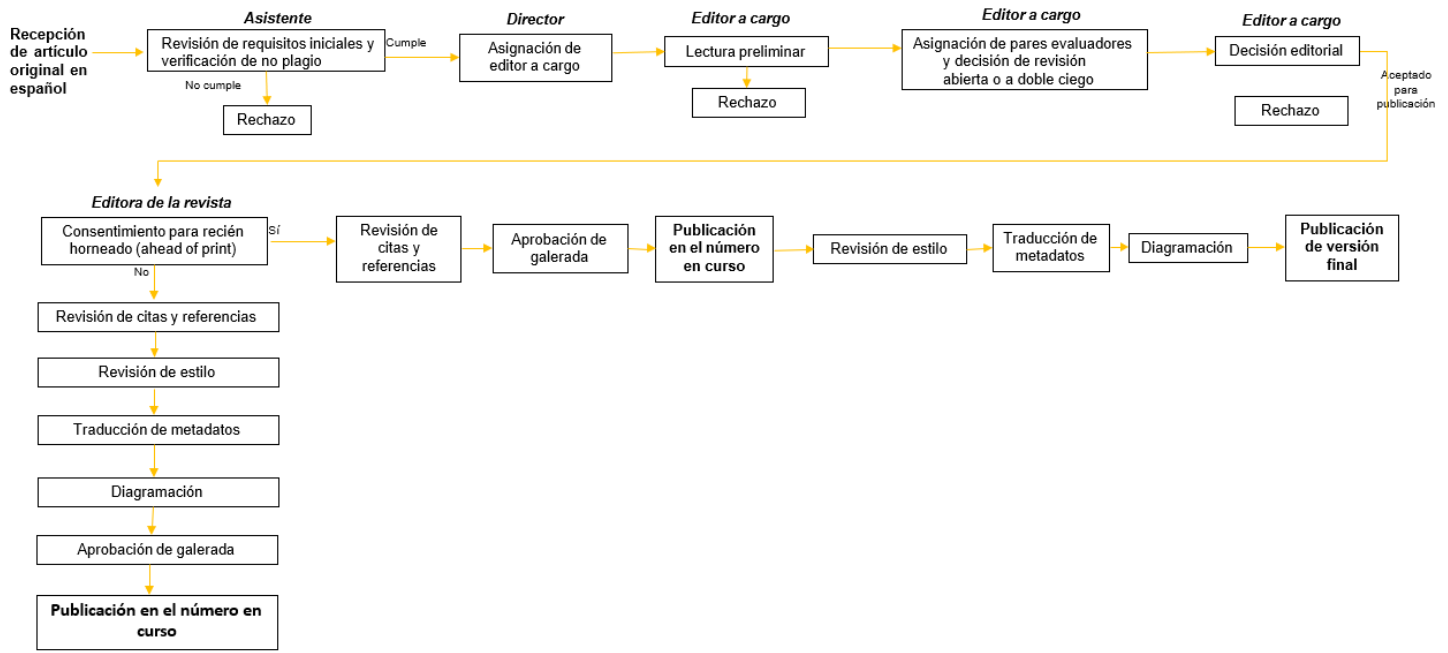 Recepción
de artículo
original en
español
Asistente
Revisión de requisitos iniciales y
verificación de no plagio
Cumple
No cumple
Rechazo
Director
Asignación de
editor a cargo
Editor a cargo
Lectura preliminar
Rechazo
Editor a cargo
Asignación de pares evaluadores
y decisión de revisión
abierta o a doble ciego
Editor a cargo
Decisión editorial
Rechazo
Aceptado
para
publicación
Editora de la revista
Consentimiento para recién
horneado (ahead of print)
Sí
Revisión de
citas y
referencias
Aprobación de
galerada
Publicación
en el número
en curso
Revisión de estilo
Traducción de
metadatos
Diagramación
Publicación
de versión
final
No
Revisión de citas y referencias
Revisión de estilo
Traducción de metadatos
Diagramación
Aprobación de galerada
Publicación en el número en
curso